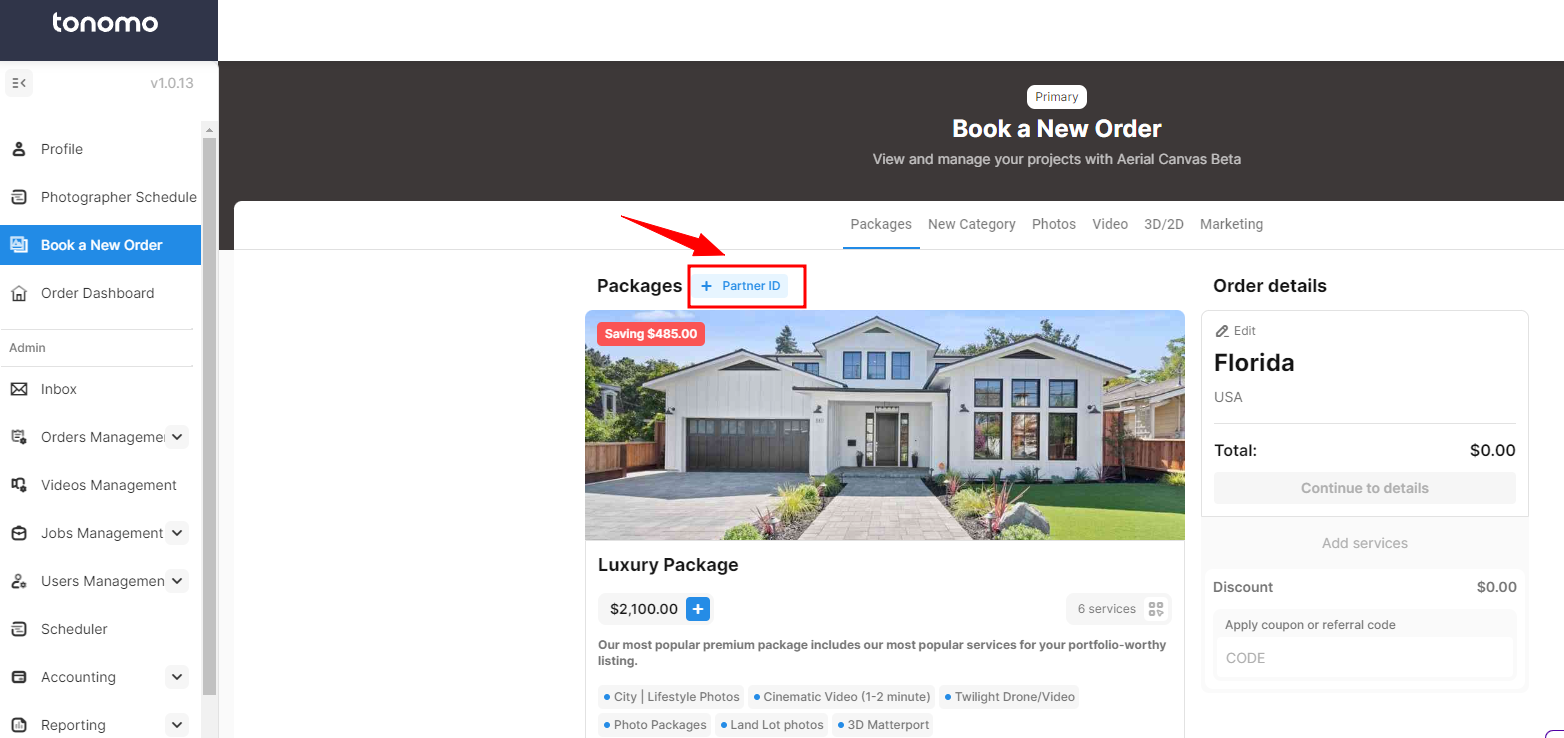 tonomo
v1.0.13
Profile
Photographer Schedule
Book a New Order
Order Dashboard
Admin
Inbox
Orders Managemen
Videos Management
Jobs Management
Users Managemen
Scheduler
Accounting
Reporting
Primary
Book a New Order
View and manage your projects with Aerial Canvas Beta
Packages New Category Photos Video 3D/2D Marketing
Packages + Partner ID
Saving $485.00
Luxury Package
$2,100.00 +
6 services
Our most popular premium package includes our most popular services for your portfolio-worthy
listing.
City | Lifestyle Photos Cinematic Video (1-2 minute) Twilight Drone/Video
Photo Packages Land Lot photos 3D Matterport
Order details
Edit
Florida
USA
Total: $0.00
Continue to details
Add services
Discount $0.00
Apply coupon or referral code
CODE